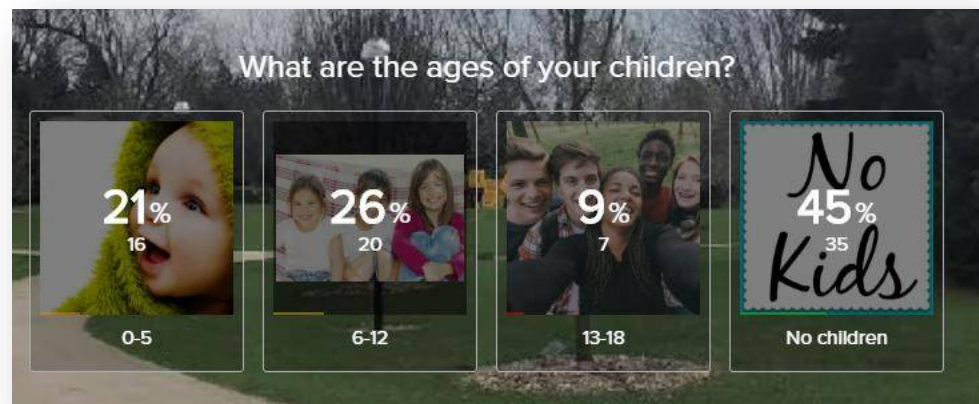 What are the ages of your children?
21%
16
0-5
26%
20
6-12
9%
7
13-18
No
45%
35
Kids
No children